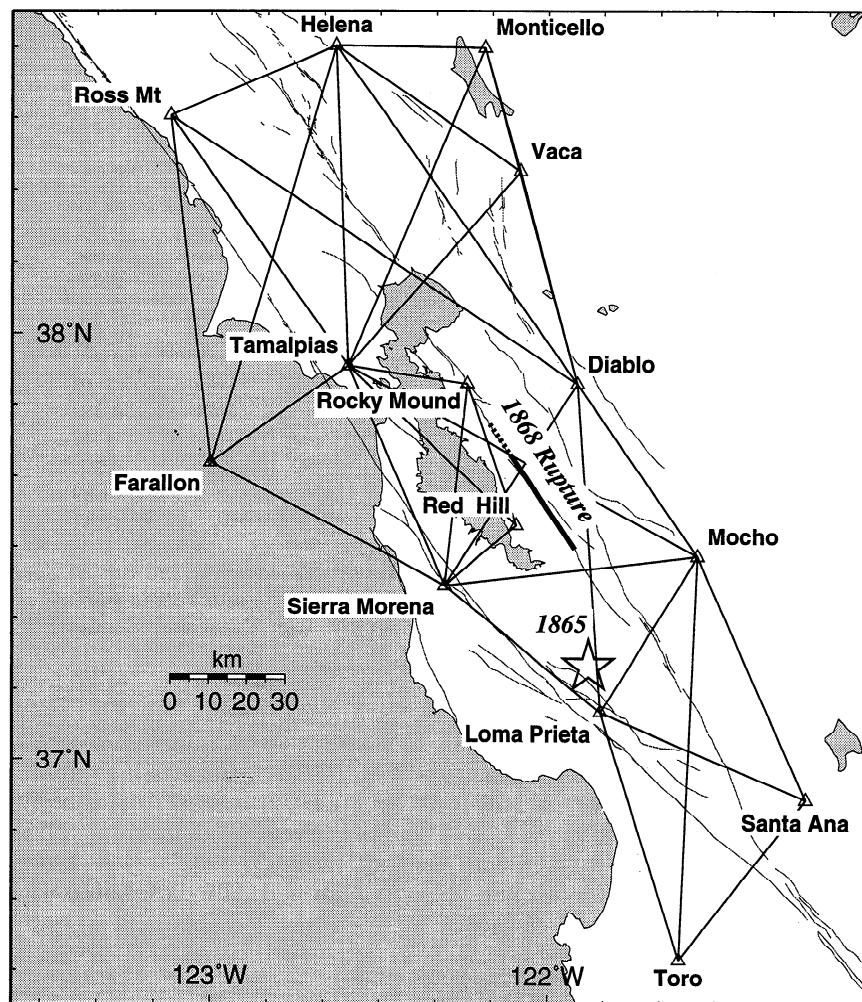 Helena
Monticello
Ross Mt
Vaca
38°N
Tamalpias
Diablo
Rocky Mound
1868 Rupture
Farallon
Red Hill
Mocho
Sierra Morena
1865
km
0 10 20 30
Loma Prieta
37°N
Santa Ana
123°W
122°W
Toro